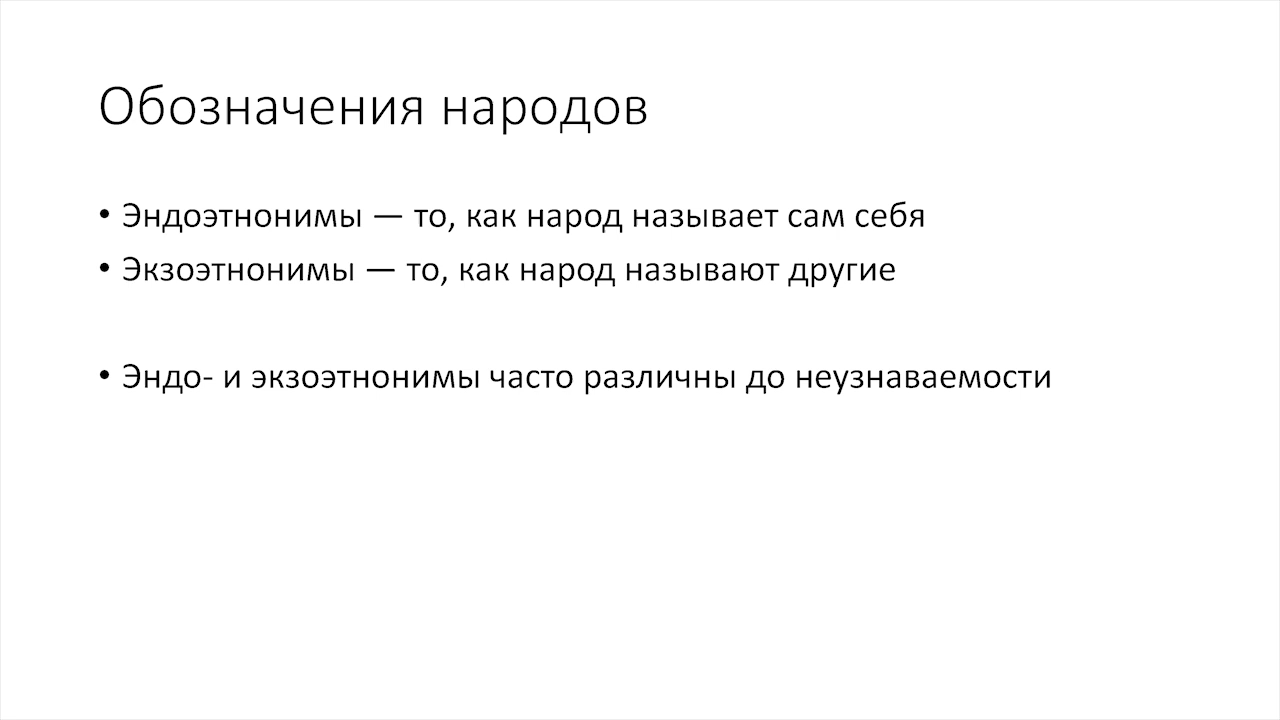 Обозначения народов
• Эндоэтнонимы — то, как народ называет сам себя
• Экзоэтнонимы — то, как народ называют другие
• Эндо- и экзоэтнонимы часто различны до неузнаваемости